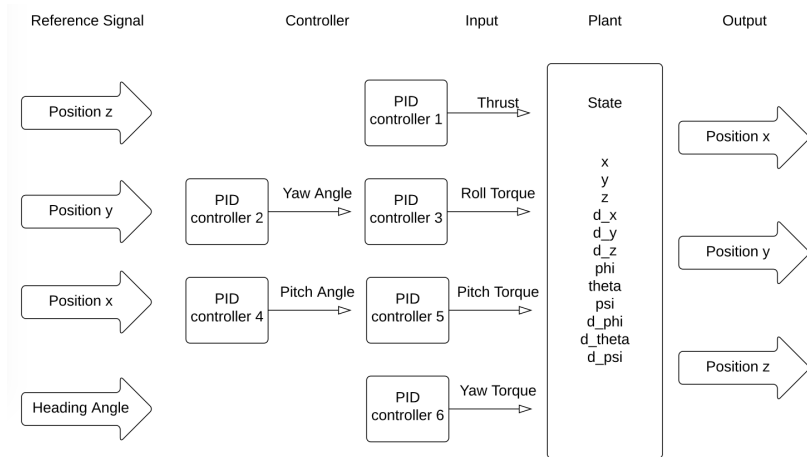 Reference Signal
Controller
Input
Plant
Output
Position z
PID
controller 1
Thrust
State
Position x
Position y
PID
controller 2
Yaw Angle
PID
controller 3
Roll Torque
x
y
z
d_x
d_y
d_z
phi
theta
psi
d_phi
d_theta
d_psi
Position y
Position x
PID
controller 4
Pitch Angle
PID
controller 5
Pitch Torque
Position z
Heading Angle
PID
controller 6
Yaw Torque